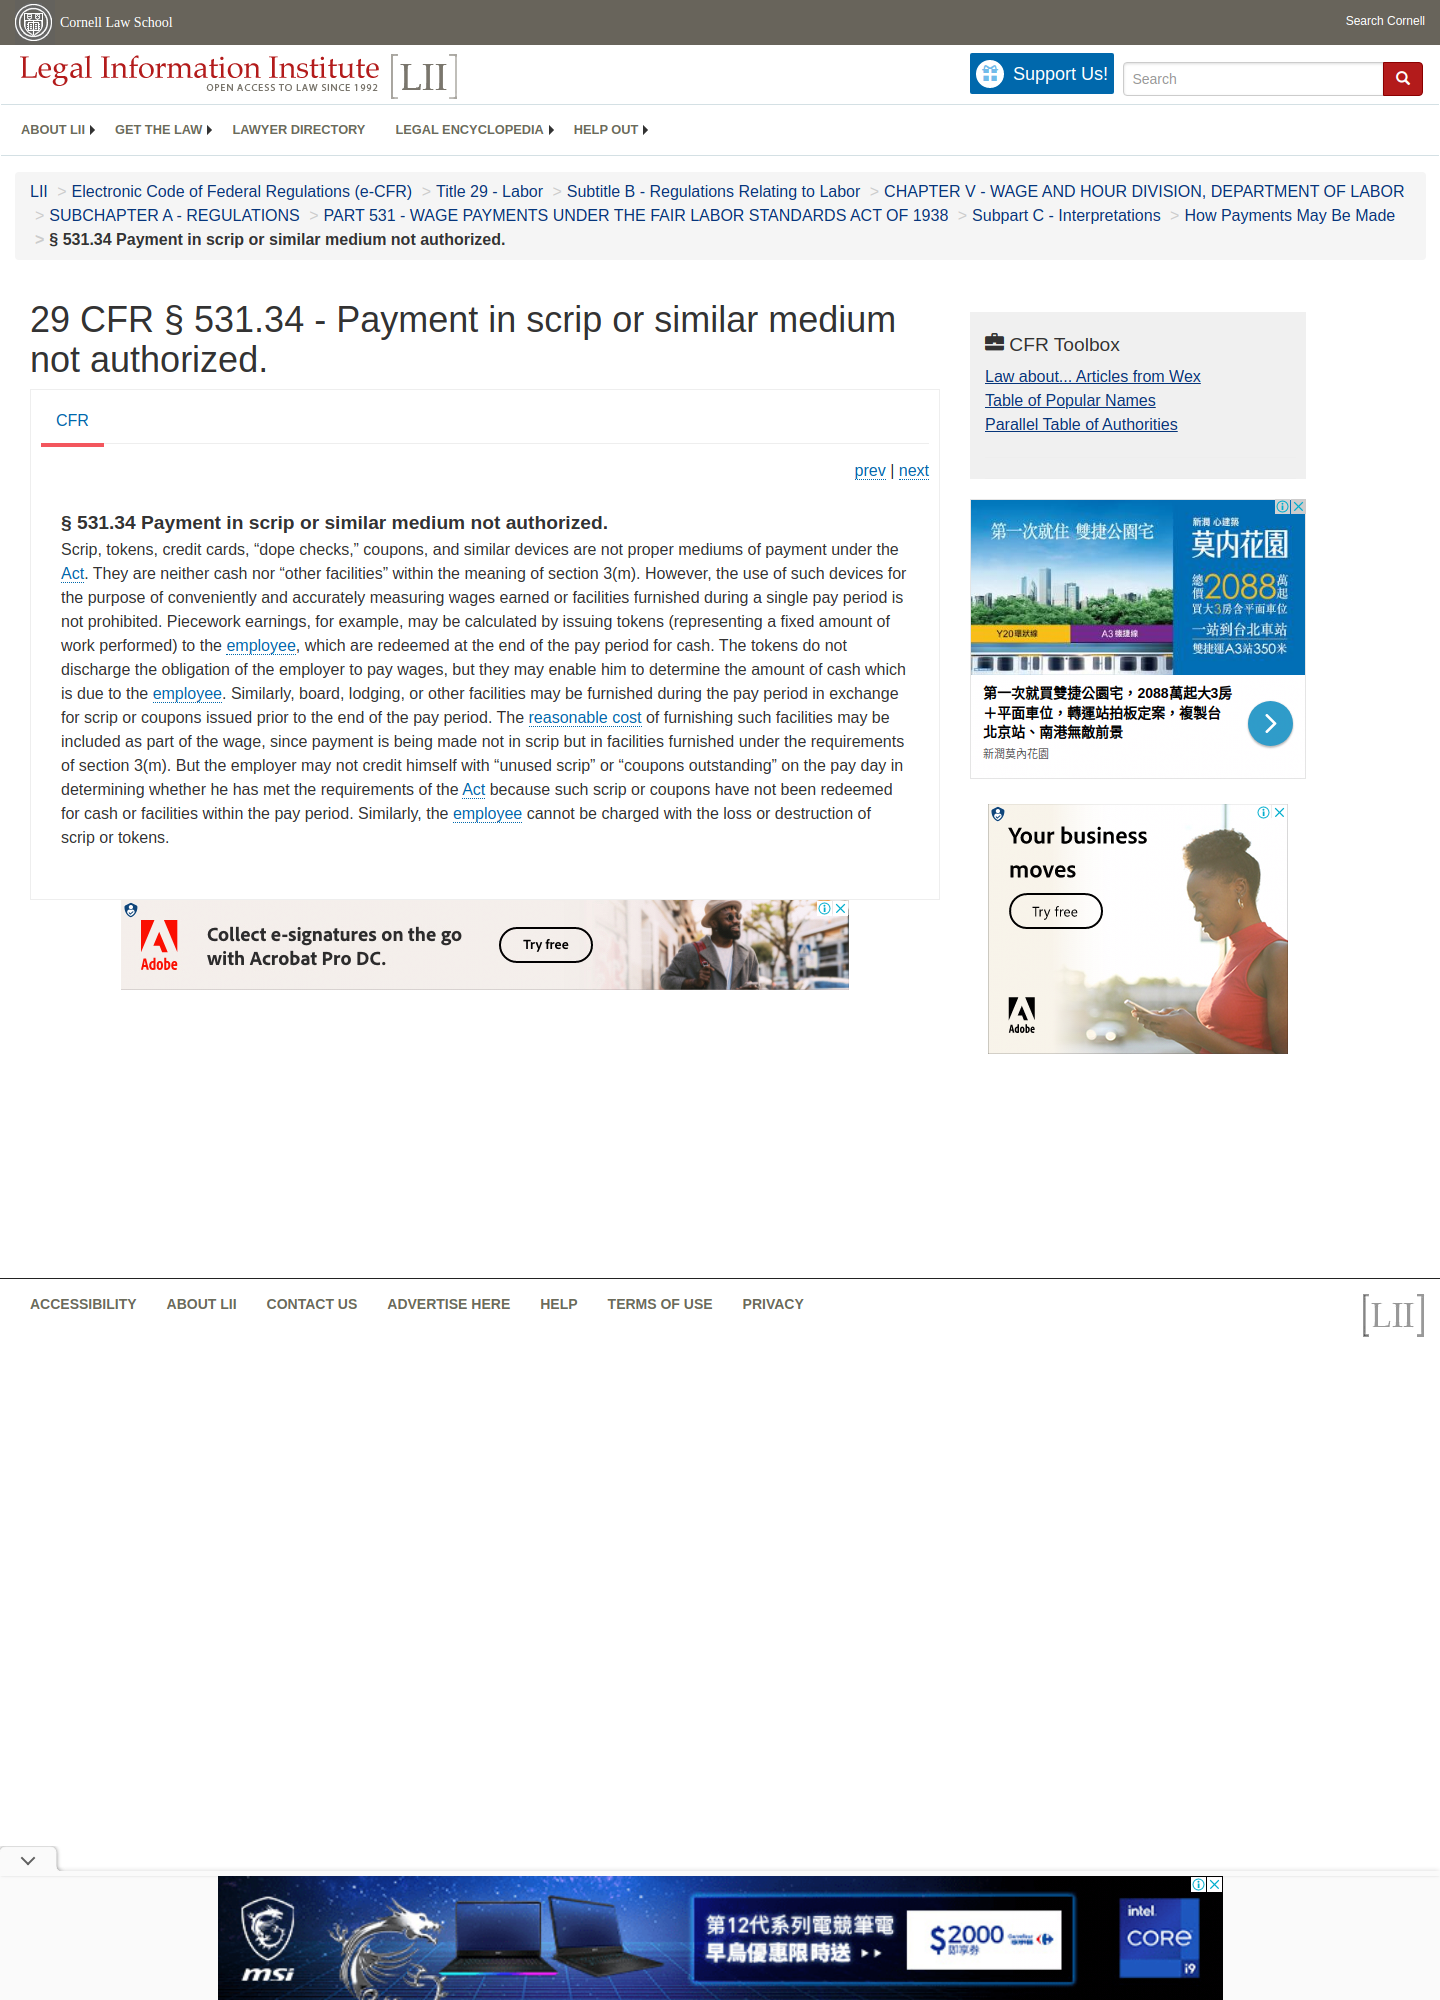 Cornell Law School
Search Cornell
Legal Information Institute [LII]
OPEN ACCESS TO LAW SINCE 1992
Support Us!
Search
ABOUT LII GET THE LAW LAWYER DIRECTORY LEGAL ENCYCLOPEDIA HELP OUT
LII > Electronic Code of Federal Regulations (e-CFR) > Title 29 - Labor > Subtitle B - Regulations Relating to Labor > CHAPTER V - WAGE AND HOUR DIVISION, DEPARTMENT OF LABOR
> SUBCHAPTER A - REGULATIONS > PART 531 - WAGE PAYMENTS UNDER THE FAIR LABOR STANDARDS ACT OF 1938 > Subpart C - Interpretations > How Payments May Be Made
> § 531.34 Payment in scrip or similar medium not authorized.
29 CFR § 531.34 - Payment in scrip or similar medium
not authorized.
CFR
prev | next
§ 531.34 Payment in scrip or similar medium not authorized.
Scrip, tokens, credit cards, “dope checks,” coupons, and similar devices are not proper mediums of payment under the
Act. They are neither cash nor “other facilities” within the meaning of section 3(m). However, the use of such devices for
the purpose of conveniently and accurately measuring wages earned or facilities furnished during a single pay period is
not prohibited. Piecework earnings, for example, may be calculated by issuing tokens (representing a fixed amount of
work performed) to the employee, which are redeemed at the end of the pay period for cash. The tokens do not
discharge the obligation of the employer to pay wages, but they may enable him to determine the amount of cash which
is due to the employee. Similarly, board, lodging, or other facilities may be furnished during the pay period in exchange
for scrip or coupons issued prior to the end of the pay period. The reasonable cost of furnishing such facilities may be
included as part of the wage, since payment is being made not in scrip but in facilities furnished under the requirements
of section 3(m). But the employer may not credit himself with “unused scrip” or “coupons outstanding” on the pay day in
determining whether he has met the requirements of the Act because such scrip or coupons have not been redeemed
for cash or facilities within the pay period. Similarly, the employee cannot be charged with the loss or destruction of
scrip or tokens.
CFR Toolbox
Law about... Articles from Wex
Table of Popular Names
Parallel Table of Authorities
第一次就住 雙捷公園宅
新潤 心建築
莫內花園
總價2088萬起
買大3房含平面車位
一站到台北車站
雙捷運A3站350米
Y20環狀線
A3機捷線
第一次就買雙捷公園宅，2088萬起大3房
＋平面車位，轉運站拍板定案，複製台
北京站、南港無敵前景
新潤莫內花園
Your business
moves
Try free
Adobe
Adobe
Collect e-signatures on the go
with Acrobat Pro DC.
Try free
ACCESSIBILITY ABOUT LII CONTACT US ADVERTISE HERE HELP TERMS OF USE PRIVACY
[LII]
msi
第12代系列電競筆電
早鳥優惠限時送
$2000
即享券
Carrefour
intel
CORE
i9